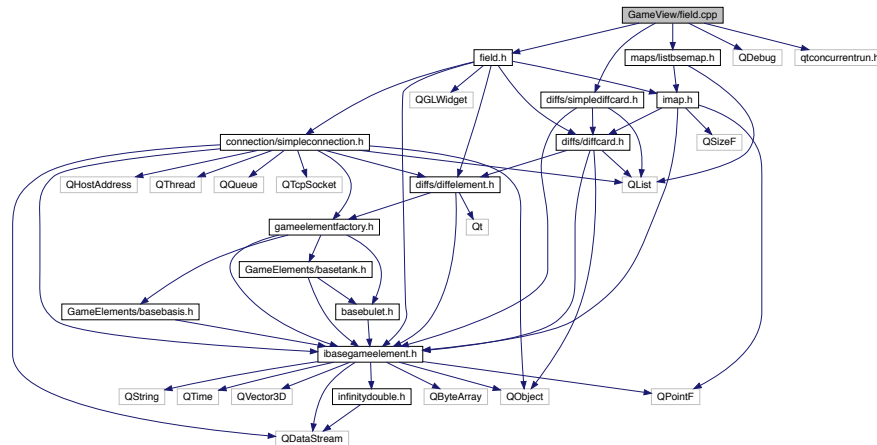 GameView/field.cpp
field.h
maps/listbsemap.h
QDebug
qtconcurrentrun.h
QGLWidget
diffs/simplediffcard.h
imap.h
connection/simpleconnection.h
diffs/diffcard.h
QSizeF
QHostAddress
QThread
QQueue
QTcpSocket
diffs/diffelement.h
QList
gameelementfactory.h
Qt
GameElements/basetank.h
GameElements/basebasis.h
basebulet.h
ibasegameelement.h
QString
QTime
QVector3D
infinitydouble.h
QByteArray
QObject
QPointF
QDataStream